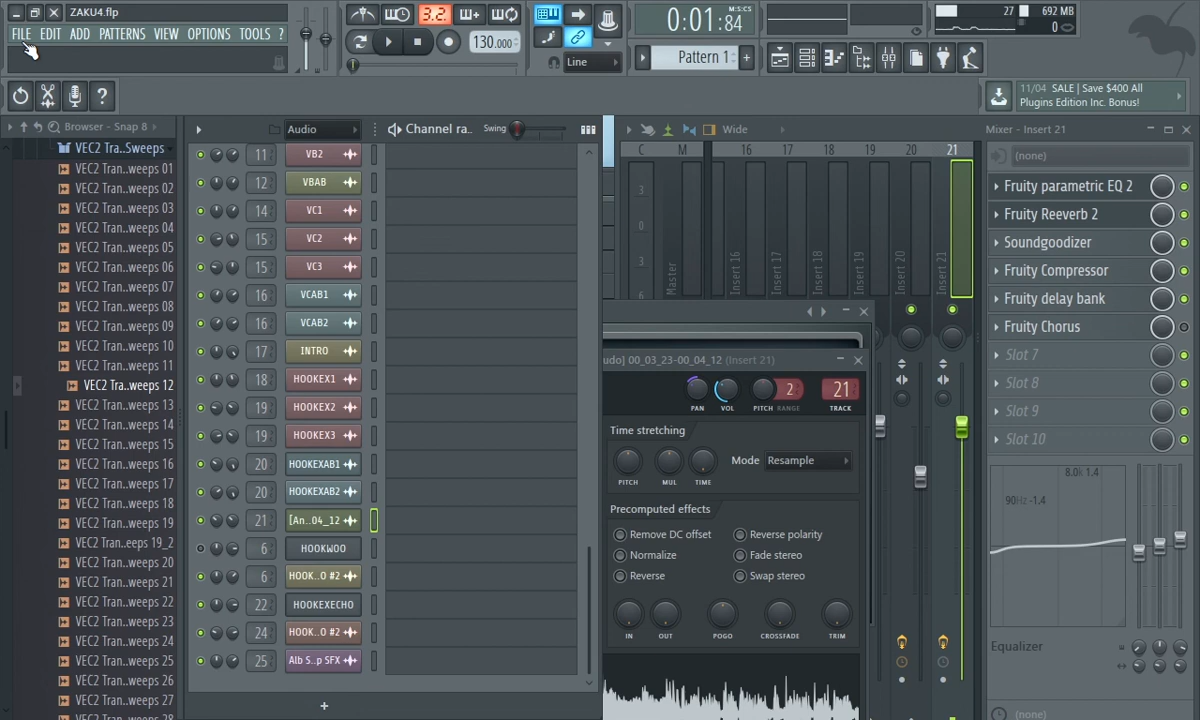 ZAKU4.flp
FILE EDIT ADD PATTERNS VIEW OPTIONS TOOLS ?
3.2.
130.000
Line
0:01:84
Pattern 1
27
692 MB
0
11/04 SALE | Save $400 All
Plugins Edition Inc. Bonus!
Browser - Snap 8
VEC2 Tra..Sweeps
VEC2 Tran..weeps 01
VEC2 Tran..weeps 02
VEC2 Tran..weeps 03
VEC2 Tran..weeps 04
VEC2 Tran..weeps 05
VEC2 Tran..weeps 06
VEC2 Tran..weeps 07
VEC2 Tran..weeps 08
VEC2 Tran..weeps 09
VEC2 Tran..weeps 10
VEC2 Tran..weeps 11
VEC2 Tra..weeps 12
VEC2 Tran..weeps 13
VEC2 Tran..weeps 14
VEC2 Tran..weeps 15
VEC2 Tran..weeps 16
VEC2 Tran..weeps 17
VEC2 Tran..weeps 18
VEC2 Tran..weeps 19
VEC2 Tran..eeps 19_2
VEC2 Tran..weeps 20
VEC2 Tran..weeps 21
VEC2 Tran..weeps 22
VEC2 Tran..weeps 23
VEC2 Tran..weeps 24
VEC2 Tran..weeps 25
VEC2 Tran..weeps 26
VEC2 Tran..weeps 27
VEC2 Tran..weeps 28
Audio
Channel ra..
Swing
11 VB2
12 VBAB
14 VC1
15 VC2
15 VC3
16 VCAB1
16 VCAB2
17 INTRO
18 HOOKEX1
19 HOOKEX2
19 HOOKEX3
20 HOOKEXAB1
20 HOOKEXAB2
21 [An..04_12
6 HOOKWOO
6 HOOK..O #2
22 HOOKEXECHO
24 HOOK..O #2
25 Alb S..p SFX
+
Wide
C M 16 17 18 19 20 21
3
0
3
6
Master
Insert 16
Insert 17
Insert 18
Insert 19
Insert 20
Insert 21
udo] 00_03_23-00_04_12 (Insert 21)
2
21
PAN VOL PITCH RANGE TRACK
Time stretching
Mode Resample
PITCH MUL TIME
Precomputed effects
Remove DC offset
Reverse polarity
Normalize
Fade stereo
Reverse
Swap stereo
IN OUT POGO CROSSFADE TRIM
Mixer - Insert 21
(none)
Fruity parametric EQ 2
Fruity Reeverb 2
Soundgoodizer
Fruity Compressor
Fruity delay bank
Fruity Chorus
Slot 7
Slot 8
Slot 9
Slot 10
8.0k 1.4
90Hz -1.4
Equalizer
(none)